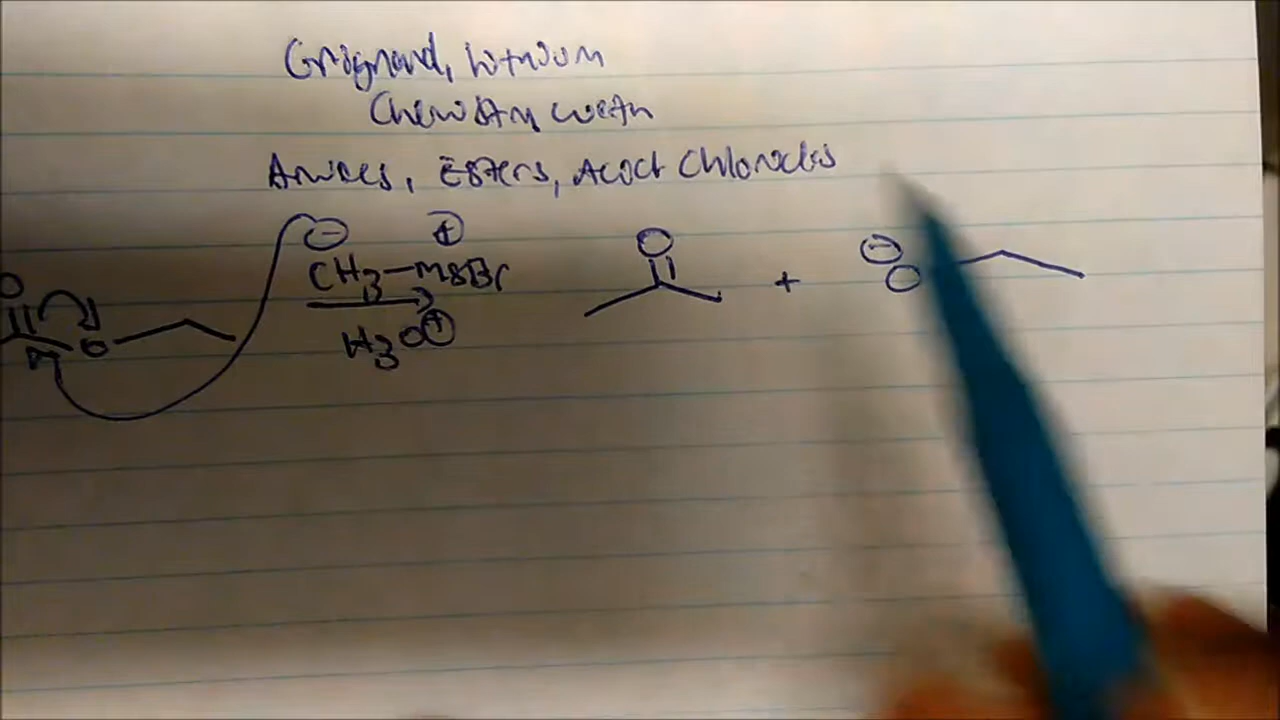 Grignard, Lithium
Chemistry with
Amides, Esters, Acid Chlorides
⊖ ⊕
CH3—MgBr
H3O⊕
O
O
O + ⊖O